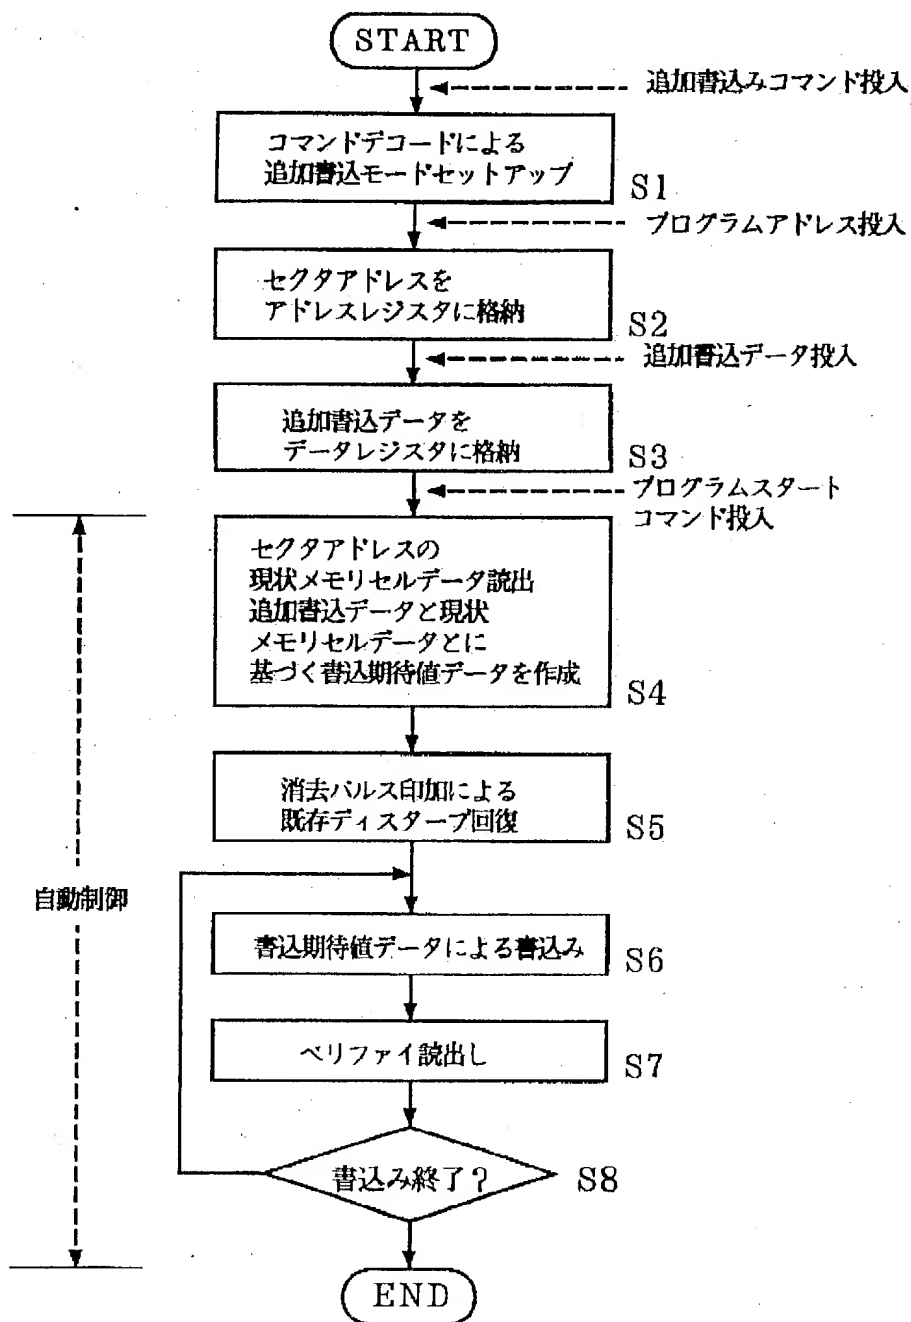 START
追加書込みコマンド投入
コマンドデコードによる
追加書込モードセットアップ
S1
プログラムアドレス投入
セクタアドレスを
アドレスレジスタに格納
S2
追加書込データ投入
追加書込データを
データレジスタに格納
S3
プログラムスタート
コマンド投入
セクタアドレスの
現状メモリセルデータ読出
追加書込データと現状
メモリセルデータとに
基づく書込期待値データを作成
S4
消去パルス印加による
既存ディスターブ回復
S5
自動制御
書込期待値データによる書込み
S6
ベリファイ読出し
S7
書込み終了?
S8
END